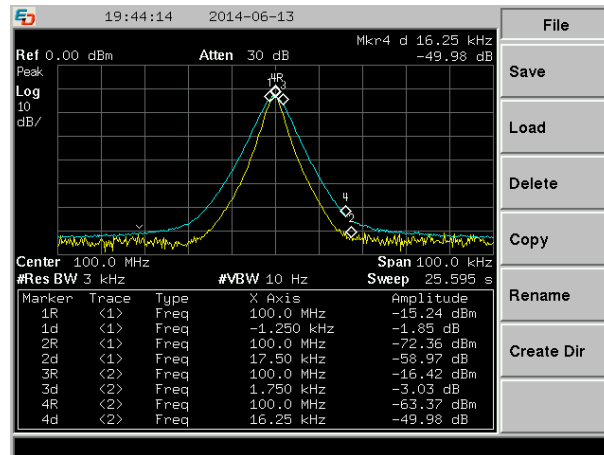 19:44:14 2014-06-13
File
Mkr4 d 16.25 kHz
Ref 0.00 dBm Atten 30 dB -49.98 dB
Peak
Log
10
dB/
1 4R 3
4
2
Save
Load
Delete
Copy
Rename
Create Dir
Center 100.0 MHz Span 100.0 kHz
#Res BW 3 kHz #VBW 10 Hz Sweep 25.595 s
Marker Trace Type X Axis Amplitude
1R <1> Freq 100.0 MHz -15.24 dBm
1d <1> Freq -1.250 kHz -1.85 dB
2R <1> Freq 100.0 MHz -72.36 dBm
2d <1> Freq 17.50 kHz -58.97 dB
3R <2> Freq 100.0 MHz -16.42 dBm
3d <2> Freq 1.750 kHz -3.03 dB
4R <2> Freq 100.0 MHz -63.37 dBm
4d <2> Freq 16.25 kHz -49.98 dB